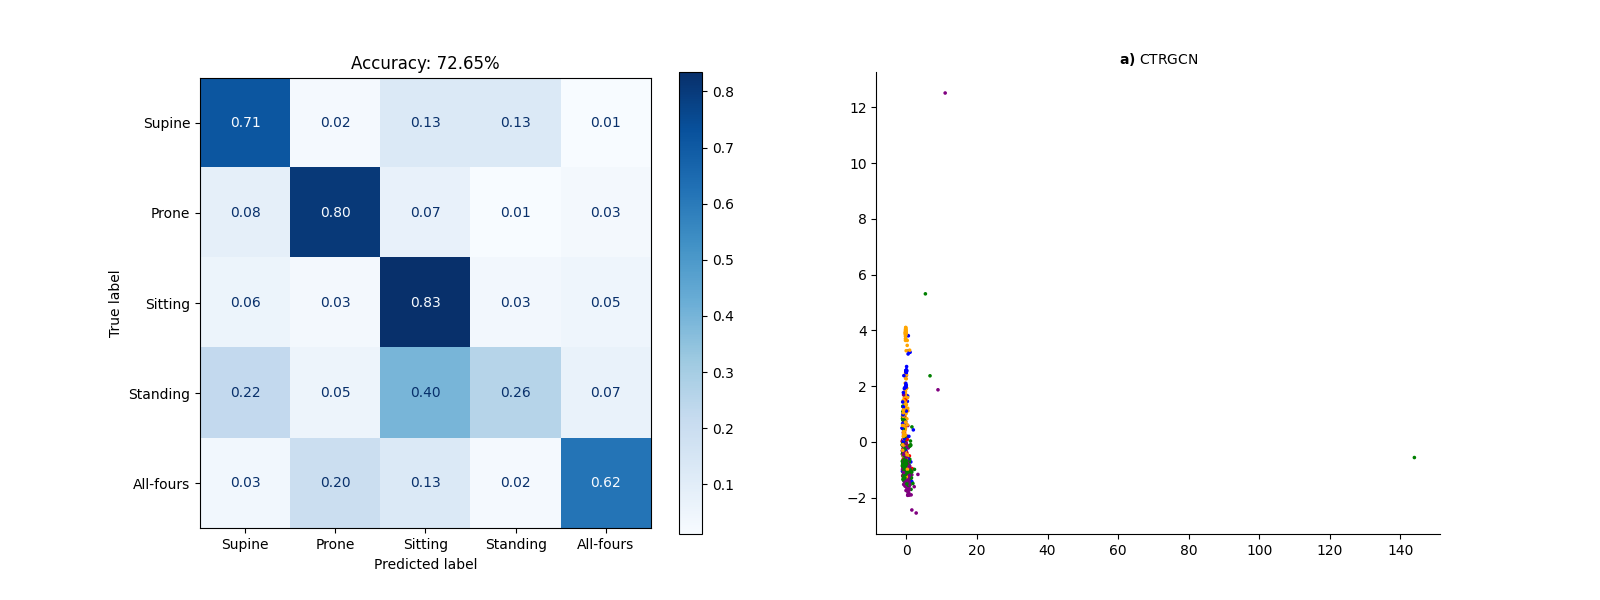 Accuracy: 72.65%
True label
Supine 0.71 0.02 0.13 0.13 0.01
Prone 0.08 0.80 0.07 0.01 0.03
Sitting 0.06 0.03 0.83 0.03 0.05
Standing 0.22 0.05 0.40 0.26 0.07
All-fours 0.03 0.20 0.13 0.02 0.62
Supine Prone Sitting Standing All-fours
Predicted label
0.8
0.7
0.6
0.5
0.4
0.3
0.2
0.1
a) CTRGCN
12
10
8
6
4
2
0
−2
0 20 40 60 80 100 120 140